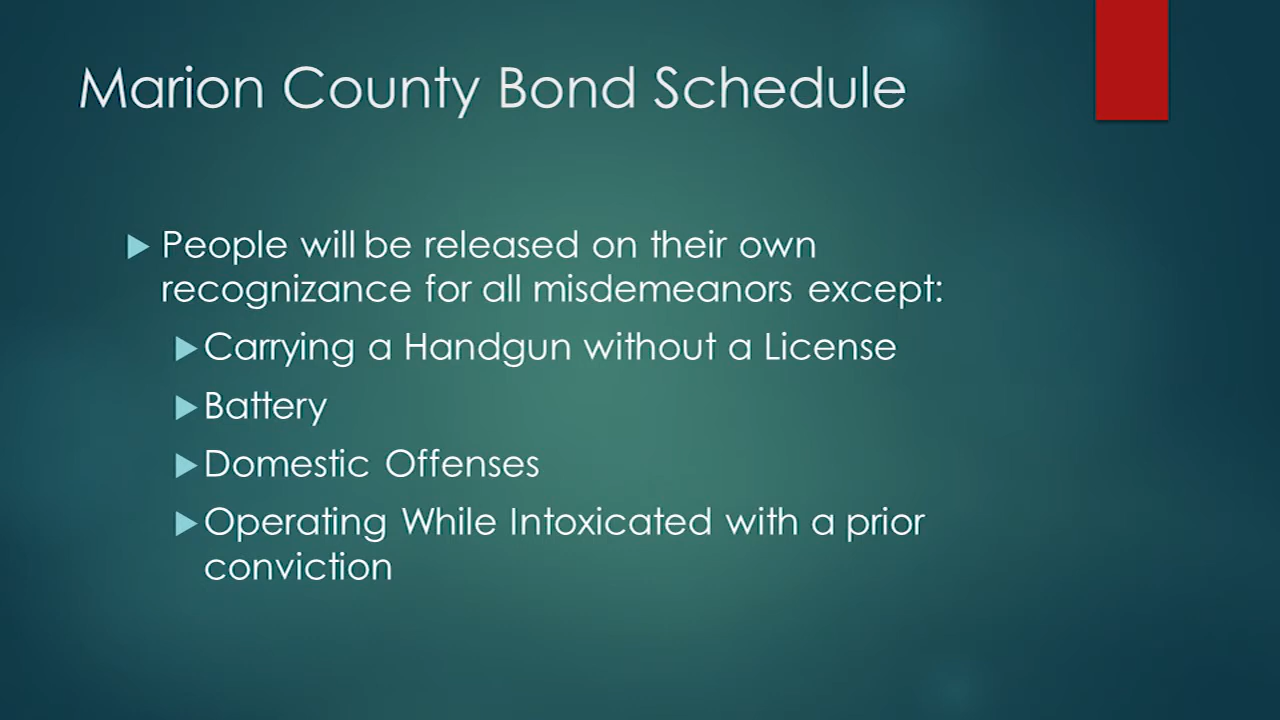 Marion County Bond Schedule
People will be released on their own
recognizance for all misdemeanors except:
Carrying a Handgun without a License
Battery
Domestic Offenses
Operating While Intoxicated with a prior
conviction